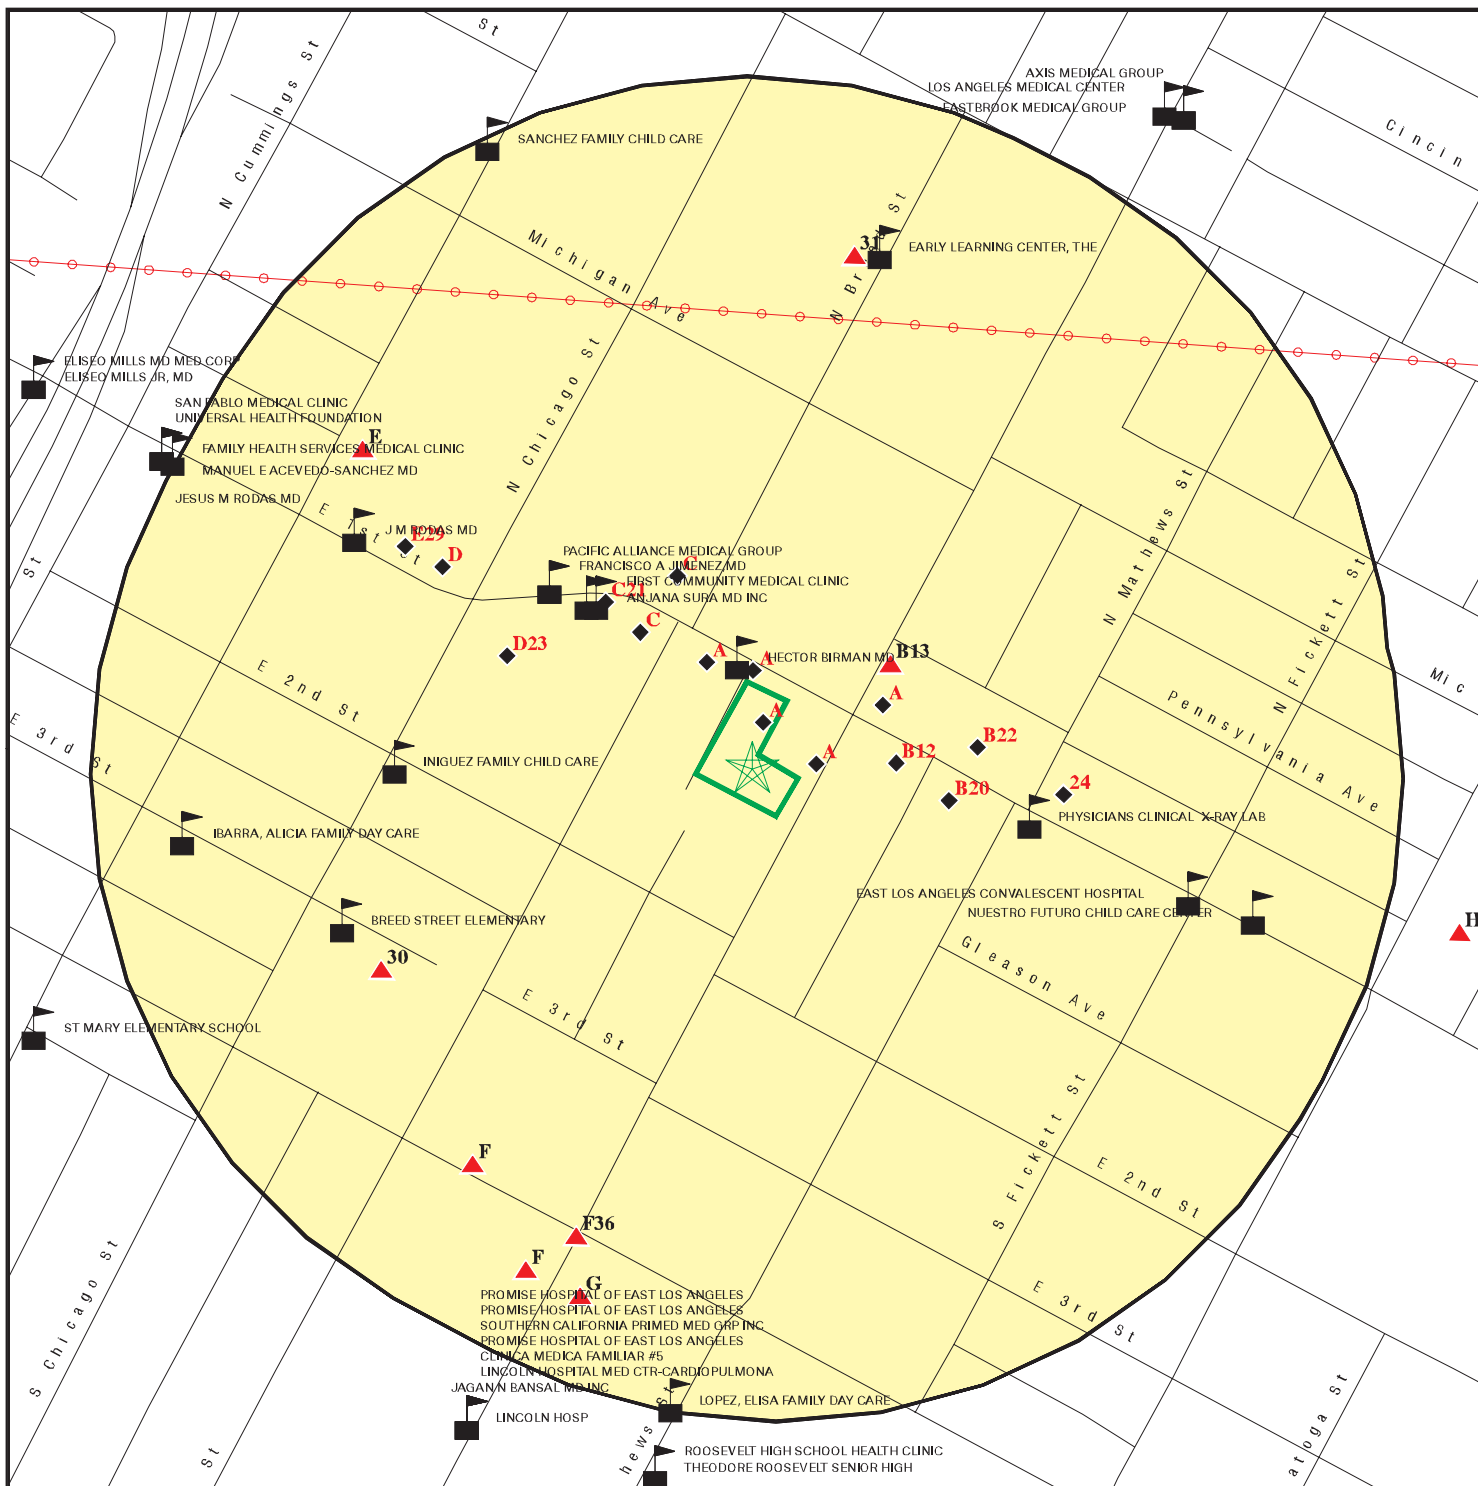 St
N Cummings St
AXIS MEDICAL GROUP
LOS ANGELES MEDICAL CENTER
EASTBROOK MEDICAL GROUP
Cincin
SANCHEZ FAMILY CHILD CARE
Michigan Ave
31
EARLY LEARNING CENTER, THE
St
N
ELISEO MILLS MD MED CORP
ELISEO MILLS JR, MD
SAN PABLO MEDICAL CLINIC
UNIVERSAL HEALTH FOUNDATION
E
FAMILY HEALTH SERVICES MEDICAL CLINIC
MANUEL E ACEVEDO-SANCHEZ MD
JESUS M RODAS MD
N Chicago St
E 1st St
J M RODAS MD
E29
D
PACIFIC ALLIANCE MEDICAL GROUP
FRANCISCO A JIMENEZ MD
C
FIRST COMMUNITY MEDICAL CLINIC
C21
ANJANA SURA MD INC
C
N Mathews St
N Fickett St
St
D23
A
HECTOR BIRMAN MD
A
B13
E 2nd St
A
A
Mic
Pennsylvania Ave
E 3rd St
A
B12
B22
INIGUEZ FAMILY CHILD CARE
B20
24
PHYSICIANS CLINICAL X-RAY LAB
IBARRA, ALICIA FAMILY DAY CARE
EAST LOS ANGELES CONVALESCENT HOSPITAL
NUESTRO FUTURO CHILD CARE CENTER
BREED STREET ELEMENTARY
H
30
Gleason Ave
E 3rd St
ST MARY ELEMENTARY SCHOOL
S Fickett St
F
E 2nd St
F36
F
G
PROMISE HOSPITAL OF EAST LOS ANGELES
PROMISE HOSPITAL OF EAST LOS ANGELES
SOUTHERN CALIFORNIA PRIMED MED GRP INC
PROMISE HOSPITAL OF EAST LOS ANGELES
CLINICA MEDICA FAMILIAR #5
LINCOLN HOSPITAL MED CTR-CARDIOPULMONA
E 3rd St
S Chicago St
JAGAN N BANSAL MD INC
LOPEZ, ELISA FAMILY DAY CARE
LINCOLN HOSP
hews St
atoga St
St
ROOSEVELT HIGH SCHOOL HEALTH CLINIC
THEODORE ROOSEVELT SENIOR HIGH